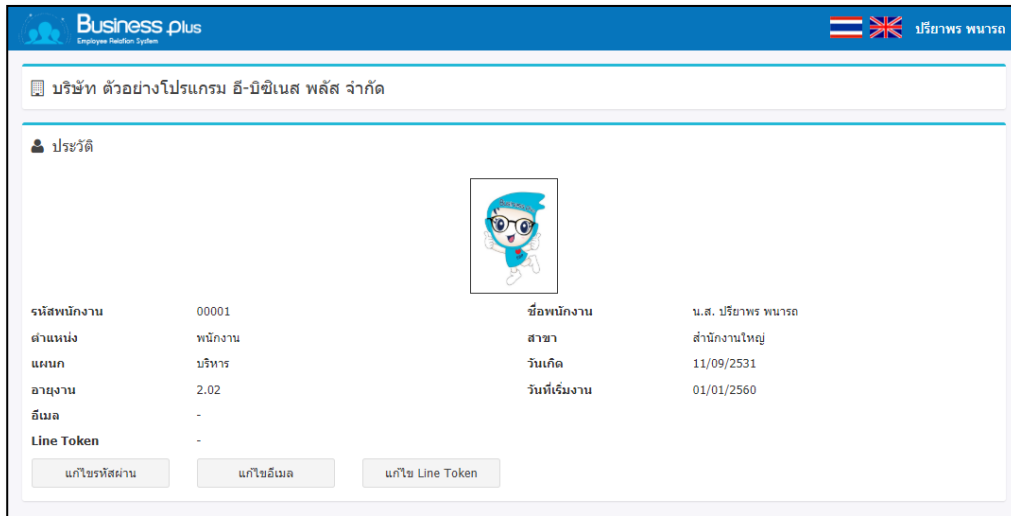 Business Plus
Employee Relation System
ปรียาพร พนารถ
บริษัท ตัวอย่างโปรแกรม อี-บิซิเนส พลัส จำกัด
ประวัติ
รหัสพนักงาน 00001 ชื่อพนักงาน น.ส. ปรียาพร พนารถ
ตำแหน่ง พนักงาน สาขา สำนักงานใหญ่
แผนก บริหาร วันเกิด 11/09/2531
อายุงาน 2.02 วันที่เริ่มงาน 01/01/2560
อีเมล -
Line Token -
แก้ไขรหัสผ่าน แก้ไขอีเมล แก้ไข Line Token